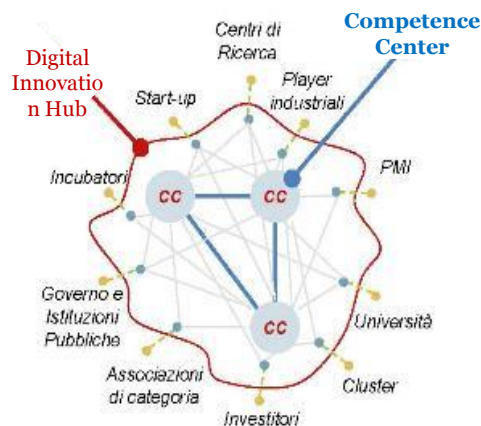 Competence
Center
Digital
Innovatio
n Hub
Centri di
Ricerca
Player
industriali
Start-up
PMI
Incubatori
CC
CC
CC
Governo e
Istituzioni
Pubbliche
Università
Associazioni
di categoria
Cluster
Investitori